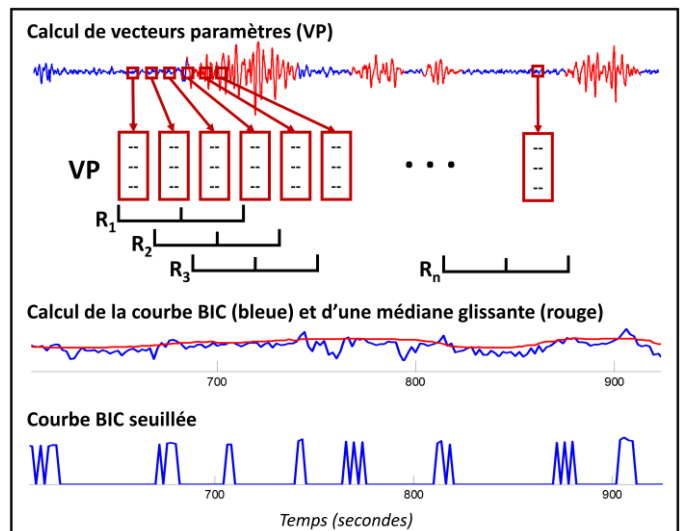 Calcul de vecteurs paramètres (VP)
VP
-- -- -- -- -- -- --
-- -- -- -- -- -- --
-- -- -- -- -- -- --
R1
R2
R3 Rn
Calcul de la courbe BIC (bleue) et d’une médiane glissante (rouge)
700 800 900
Courbe BIC seuillée
700 800 900
Temps (secondes)